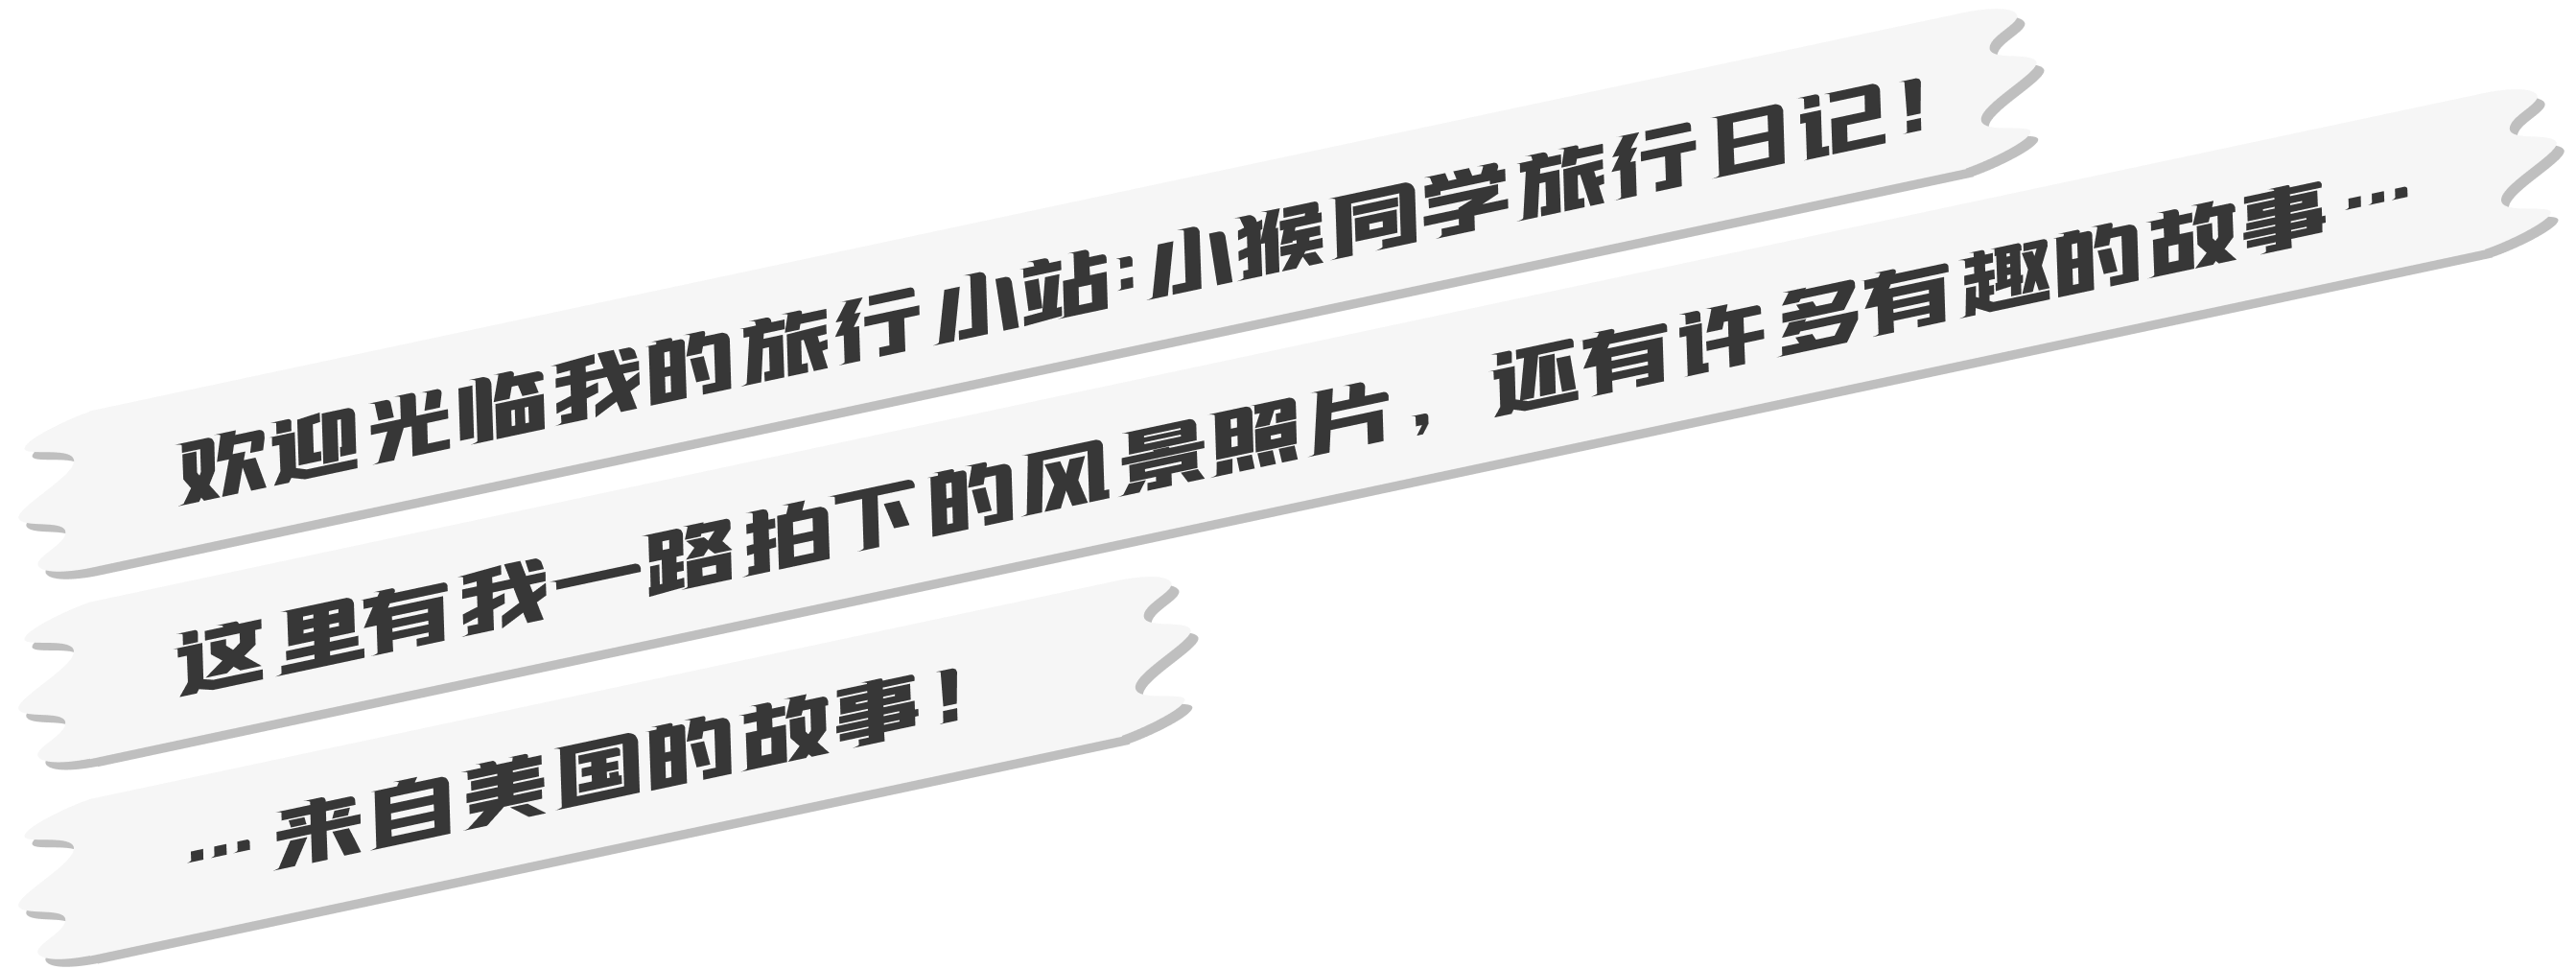 欢迎光临我的旅行小站:小猴同学旅行日记！
这里有我一路拍下的风景照片，还有许多有趣的故事…
…来自美国的故事！